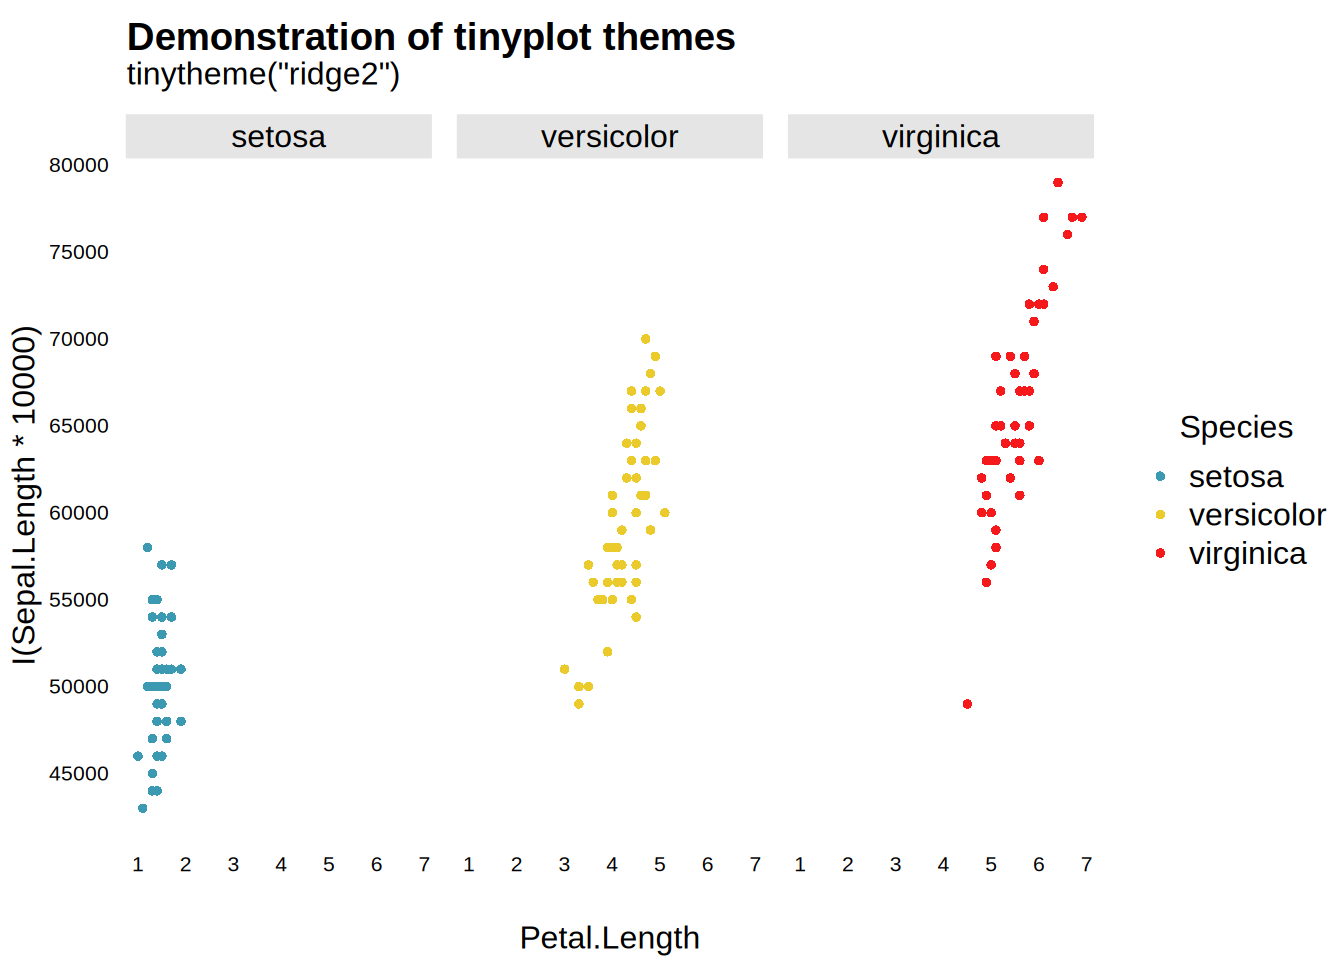 Demonstration of tinyplot themes
tinytheme("ridge2")
setosa versicolor virginica
80000
75000
70000
65000
60000
55000
50000
45000
I(Sepal.Length * 10000)
1 2 3 4 5 6 7 1 2 3 4 5 6 7 1 2 3 4 5 6 7
Petal.Length
Species
setosa
versicolor
virginica